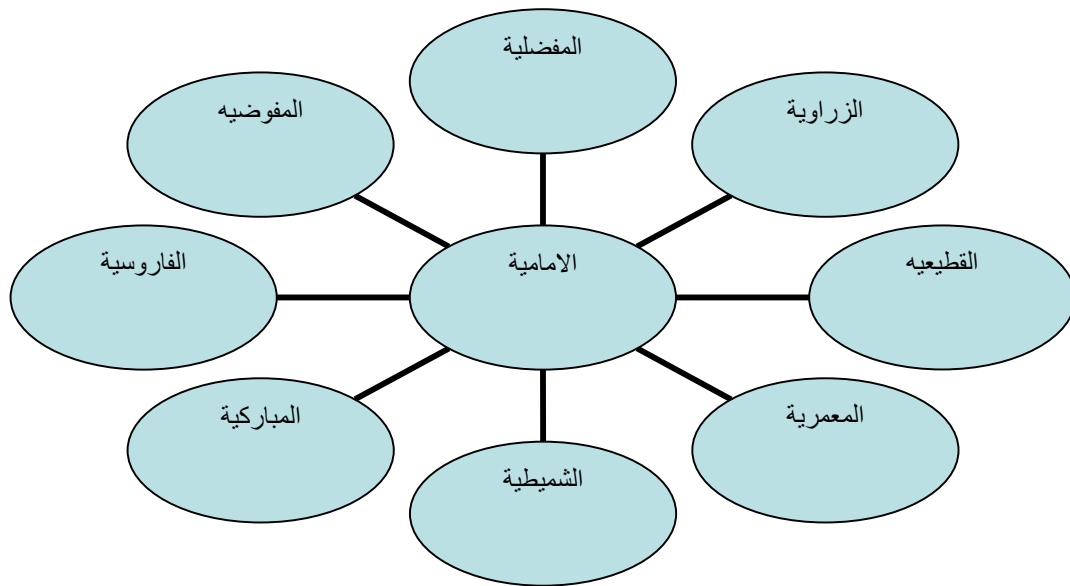 المفضلية
الزراوية
المفوضيه
القطيعيه
الامامية
الفاروسية
المعمرية
المباركية
الشميطية